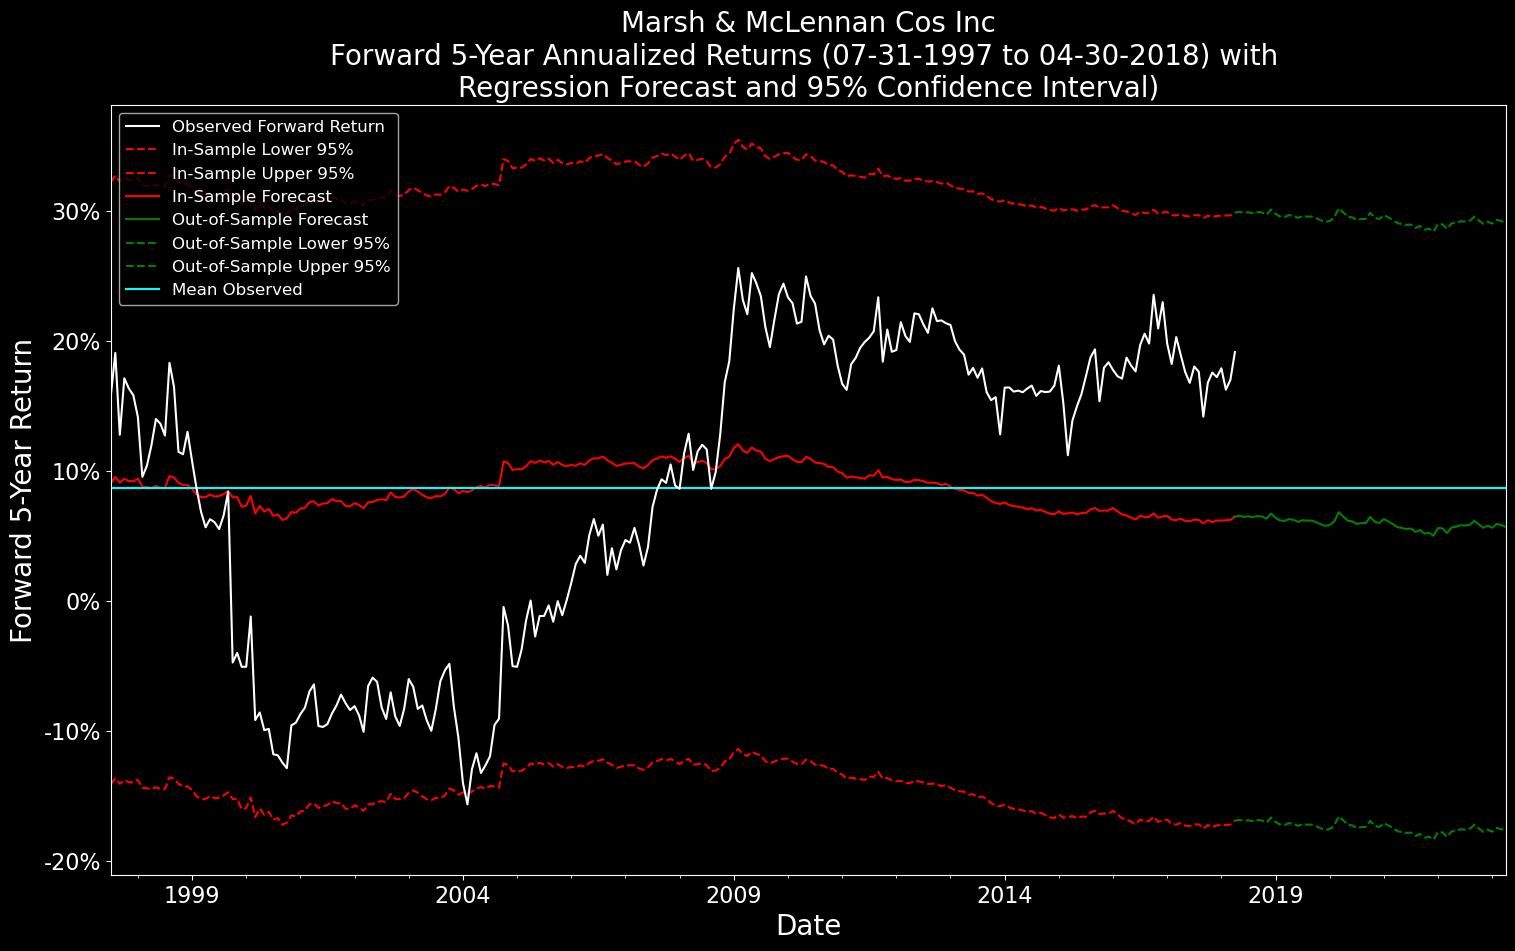 Marsh & McLennan Cos Inc
Forward 5-Year Annualized Returns (07-31-1997 to 04-30-2018) with
Regression Forecast and 95% Confidence Interval)
Observed Forward Return
In-Sample Lower 95%
In-Sample Upper 95%
In-Sample Forecast
Out-of-Sample Forecast
Out-of-Sample Lower 95%
Out-of-Sample Upper 95%
Mean Observed
Forward 5-Year Return
30%
20%
10%
0%
-10%
-20%
1999 2004 2009 2014 2019
Date